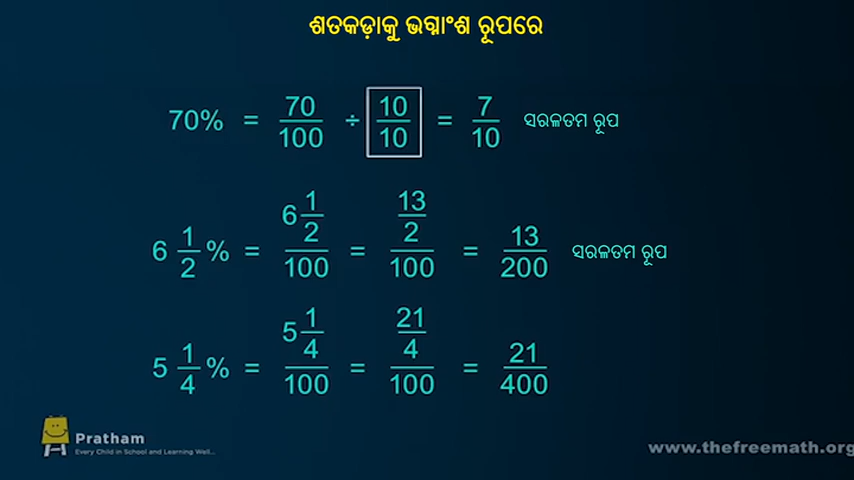 ଶତକଡ଼ାକୁ ଭଗ୍ନାଂଶ ରୂପରେ
70% = 70/100 ÷ 10/10 = 7/10 ସରଳତମ ରୂପ
6 1/2 % = 6 1/2 / 100 = 13/2 / 100 = 13/200 ସରଳତମ ରୂପ
5 1/4 % = 5 1/4 / 100 = 21/4 / 100 = 21/400
Pratham
Every Child in School and Learning Well...
www.thefreemath.org